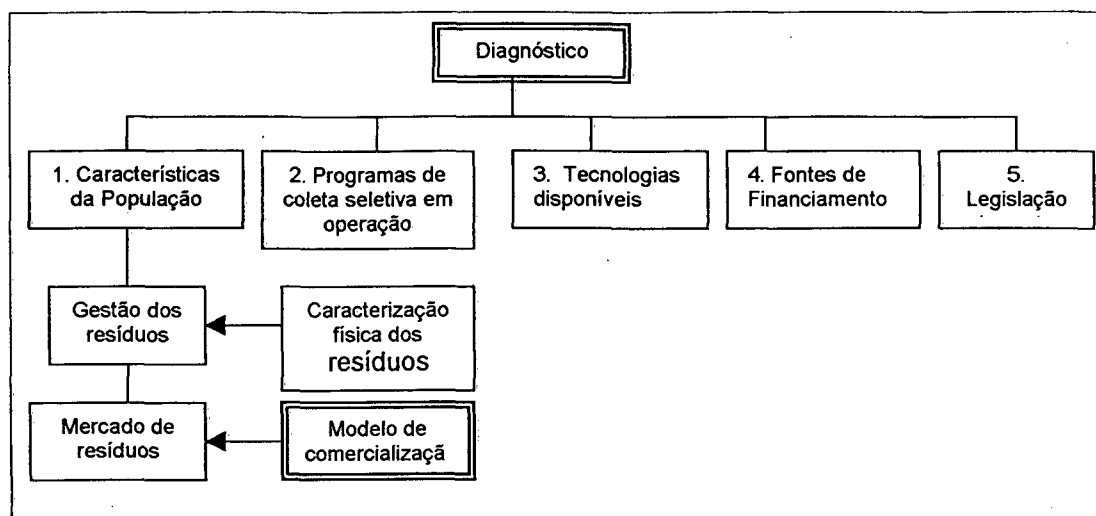 Diagnóstico
1. Características
da População
2. Programas de
coleta seletiva em
operação
3. Tecnologias
disponíveis
4. Fontes de
Financiamento
5.
Legislação
Gestão dos
resíduos
Caracterização
física dos
resíduos
Mercado de
resíduos
Modelo de
comercializaçã